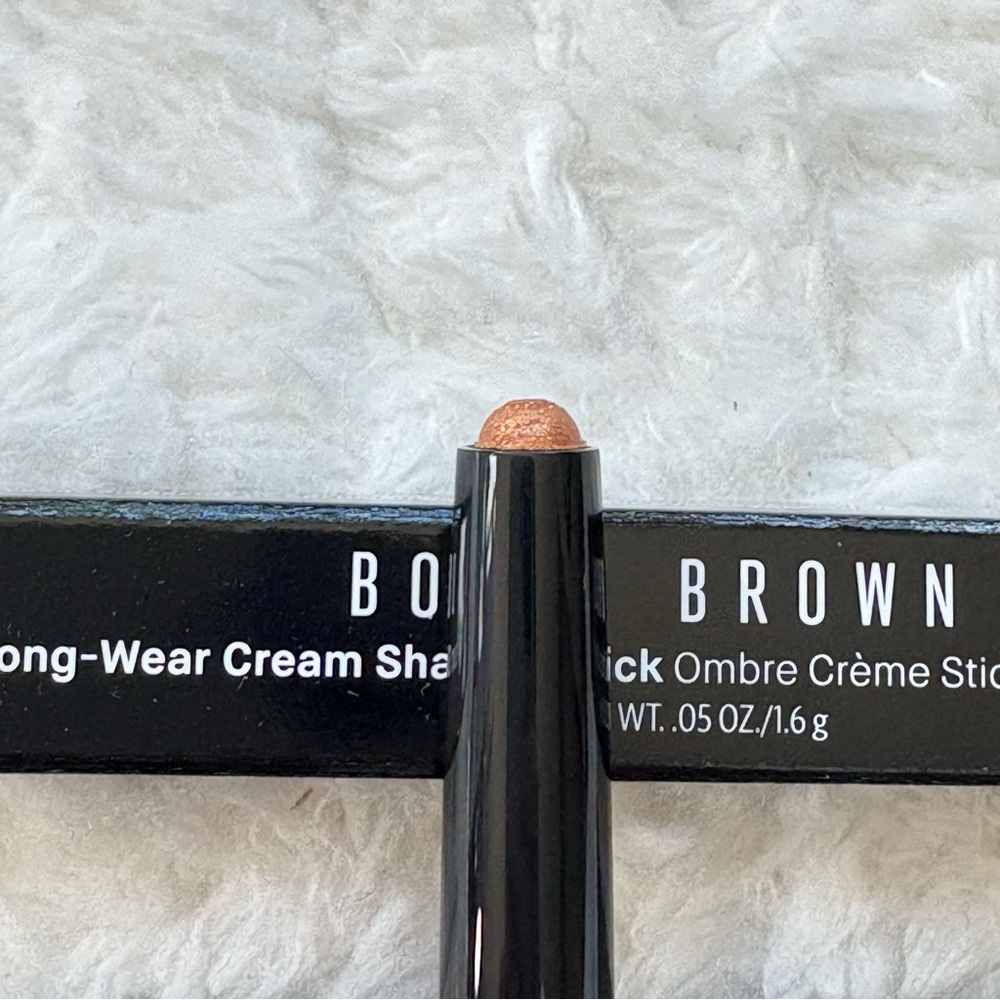 BO BROWN
ong-Wear Cream Sha ick Ombre Crème Stic
WT. .05 OZ./1.6 g